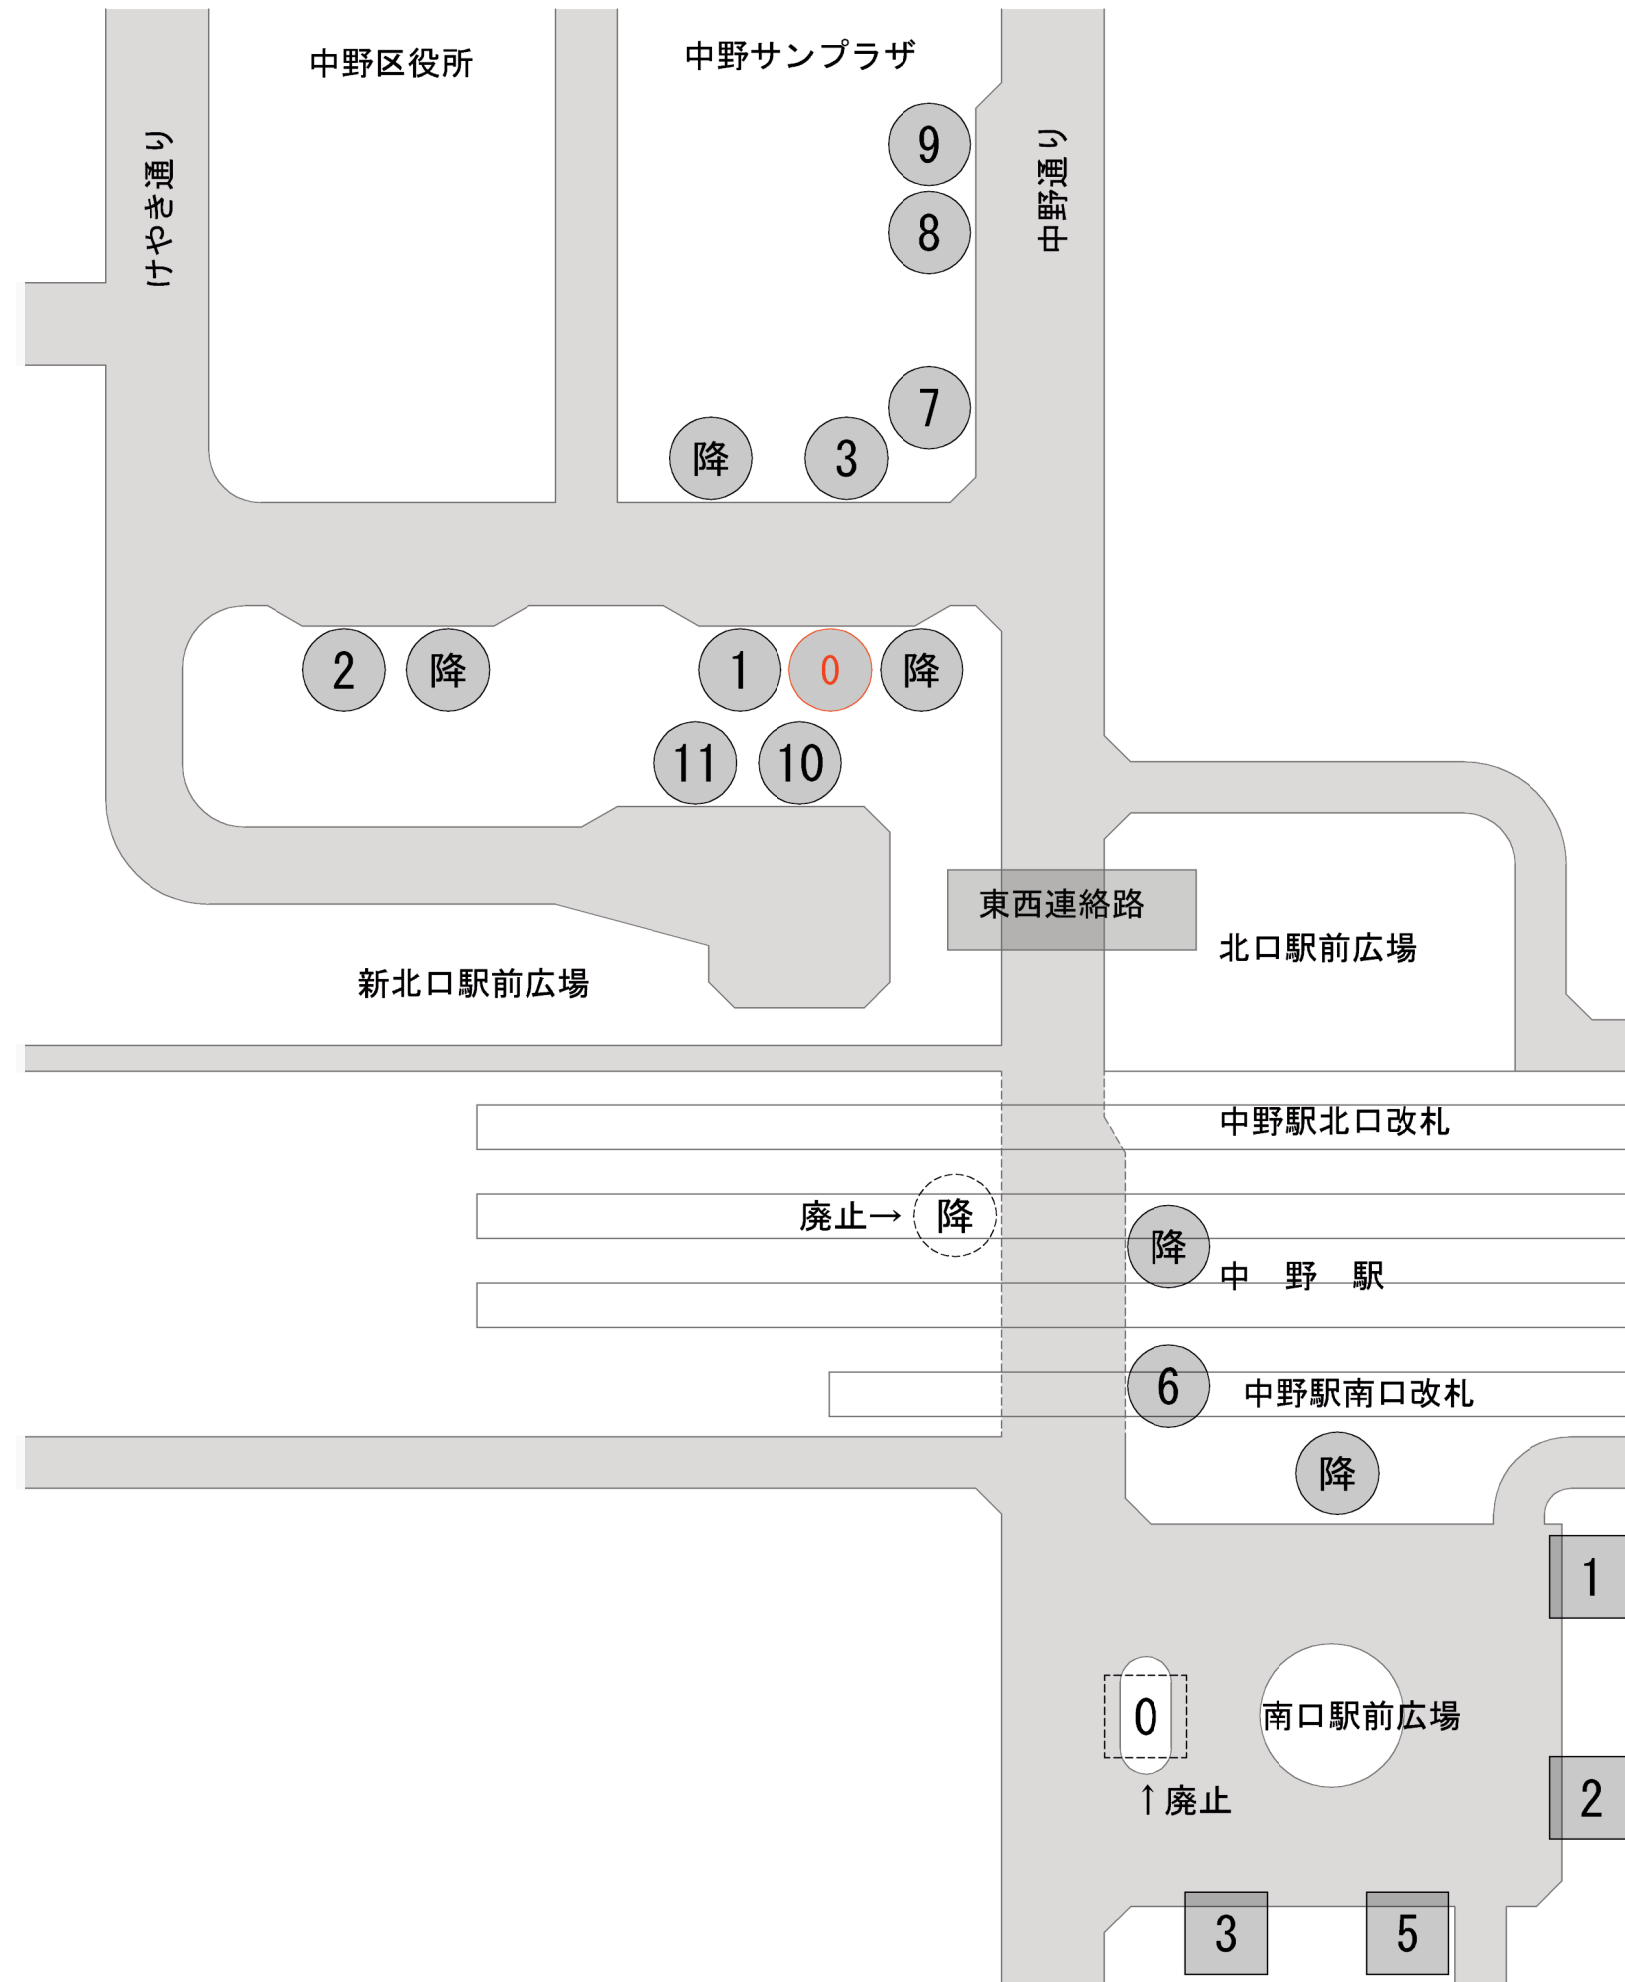 中野区役所
中野サンプラザ
けやき通り
中野通り
9
8
7
降
3
2
降
1
0
降
11
10
東西連絡路
北口駅前広場
新北口駅前広場
中野駅北口改札
廃止→
降
降
中 野 駅
6
中野駅南口改札
降
1
0
南口駅前広場
↑廃止
2
3
5